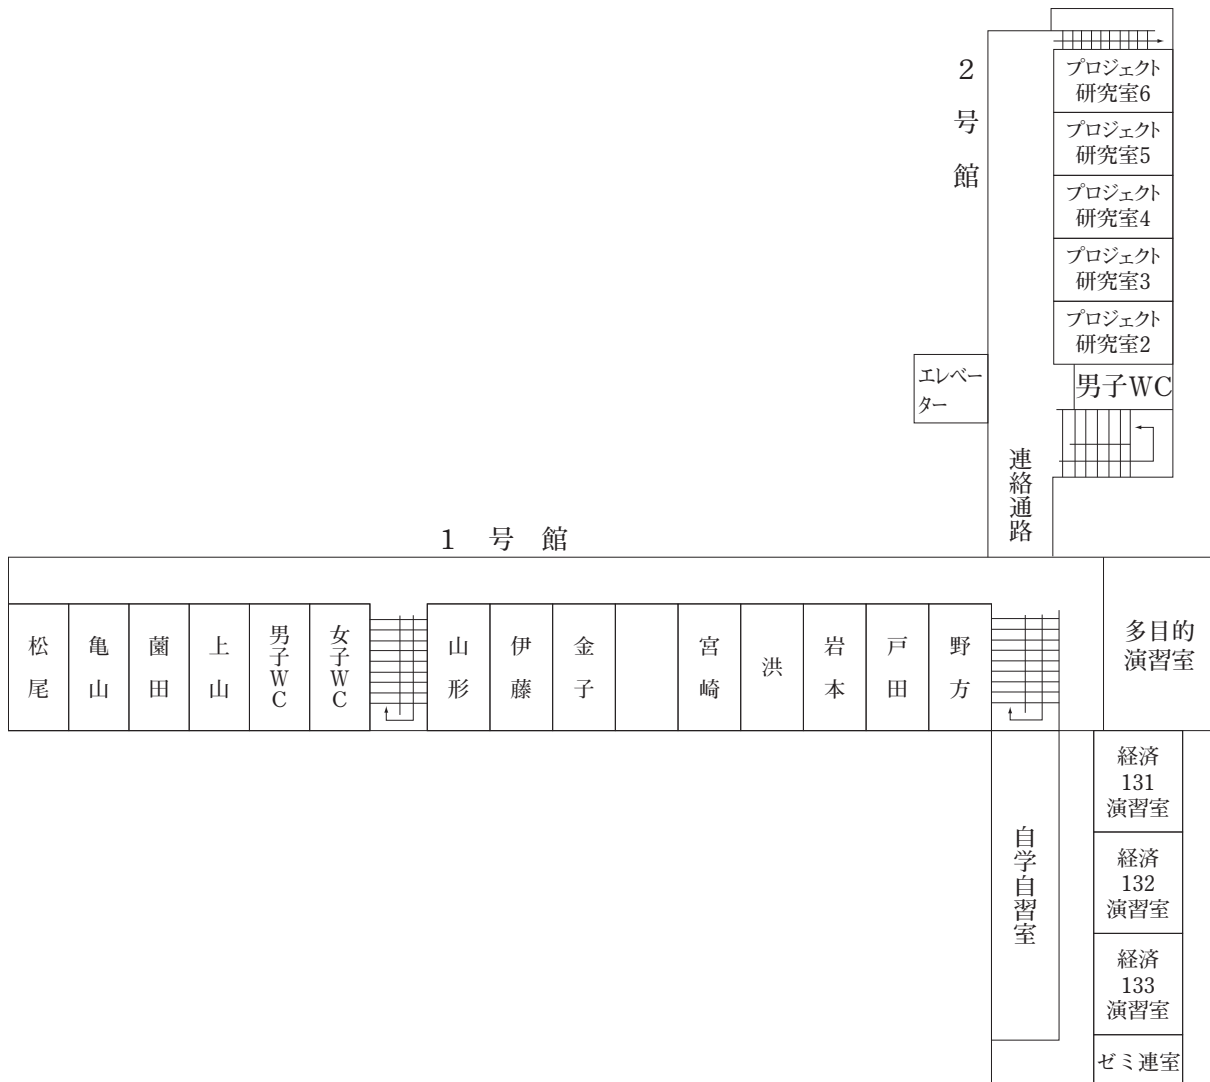 2号館
プロジェクト
研究室6
プロジェクト
研究室5
プロジェクト
研究室4
プロジェクト
研究室3
プロジェクト
研究室2
エレベー
ター
男子WC
連絡通路
1号館
松尾
亀山
薗田
上山
男子WC
女子WC
山形
伊藤
金子
宮崎
洪
岩本
戸田
野方
多目的
演習室
経済
131
演習室
経済
132
演習室
経済
133
演習室
自学自習室
ゼミ連室